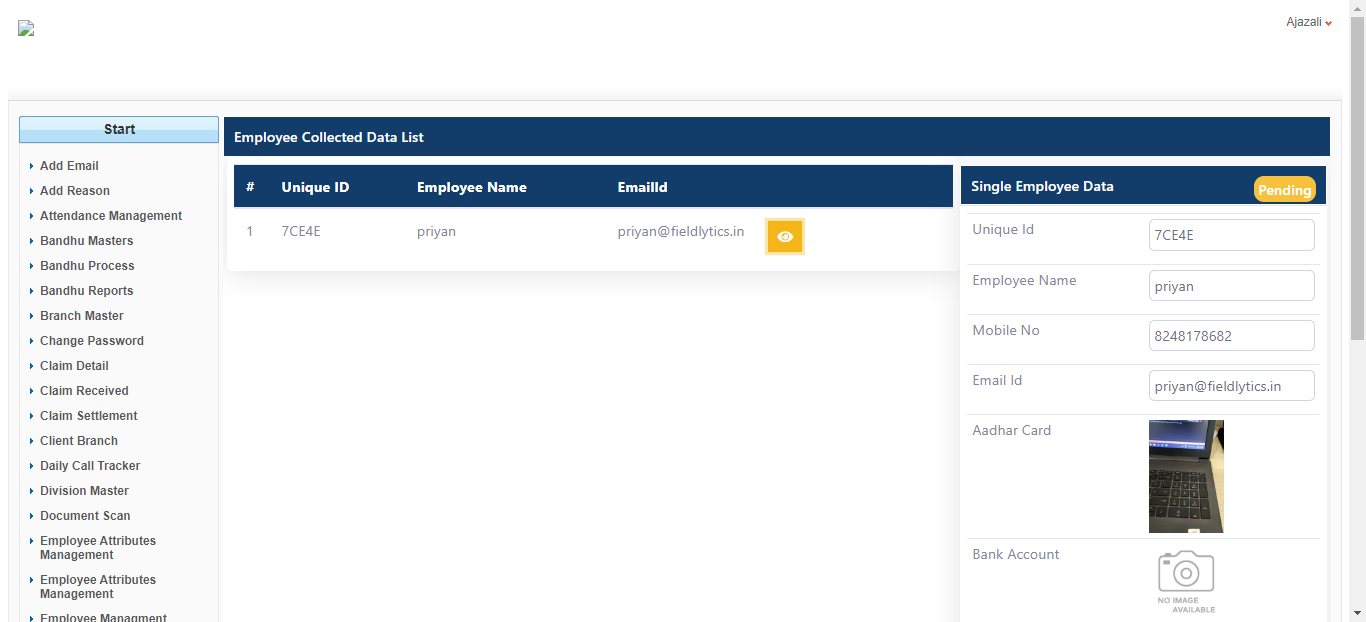 Ajazali
Start
Add Email
Add Reason
Attendance Management
Bandhu Masters
Bandhu Process
Bandhu Reports
Branch Master
Change Password
Claim Detail
Claim Received
Claim Settlement
Client Branch
Daily Call Tracker
Division Master
Document Scan
Employee Attributes
Management
Employee Attributes
Management
Employee Managment
Employee Collected Data List
# Unique ID Employee Name EmailId
1 7CE4E priyan priyan@fieldlytics.in
Single Employee Data Pending
Unique Id 7CE4E
Employee Name priyan
Mobile No 8248178682
Email Id priyan@fieldlytics.in
Aadhar Card
Bank Account
NO IMAGE
AVAILABLE